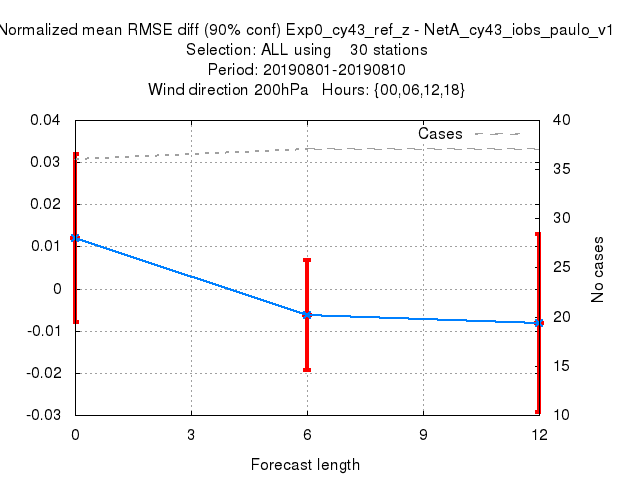 Normalized mean RMSE diff (90% conf) Exp0_cy43_ref_z - NetA_cy43_iobs_paulo_v1
Selection: ALL using    30 stations
Period: 20190801-20190810
Wind direction 200hPa   Hours: {00,06,12,18}
Cases
0.04
0.03
0.02
0.01
0
-0.01
-0.02
-0.03
40
35
30
25
20
15
10
No cases
0 3 6 9 12
Forecast length